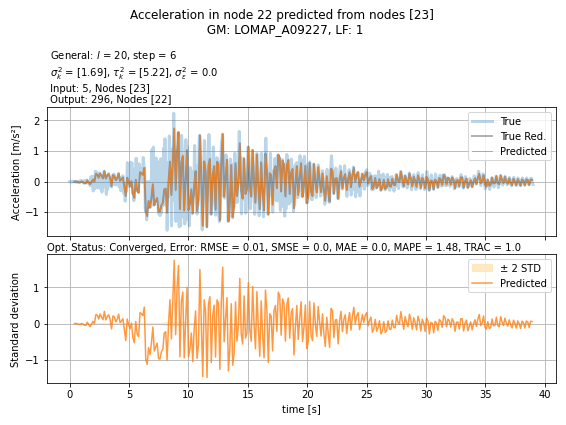 Acceleration in node 22 predicted from nodes [23]
GM: LOMAP_A09227, LF: 1
General: l = 20, step = 6
σ²ₖ = [1.69], τ²ₖ = [5.22], σ²ε = 0.0
Input: 5, Nodes [23]
Output: 296, Nodes [22]
Acceleration [m/s²]
2
1
0
−1
True
True Red.
Predicted
Opt. Status: Converged, Error: RMSE = 0.01, SMSE = 0.0, MAE = 0.0, MAPE = 1.48, TRAC = 1.0
Standard deviation
1
0
−1
± 2 STD
Predicted
0 5 10 15 20 25 30 35 40
time [s]